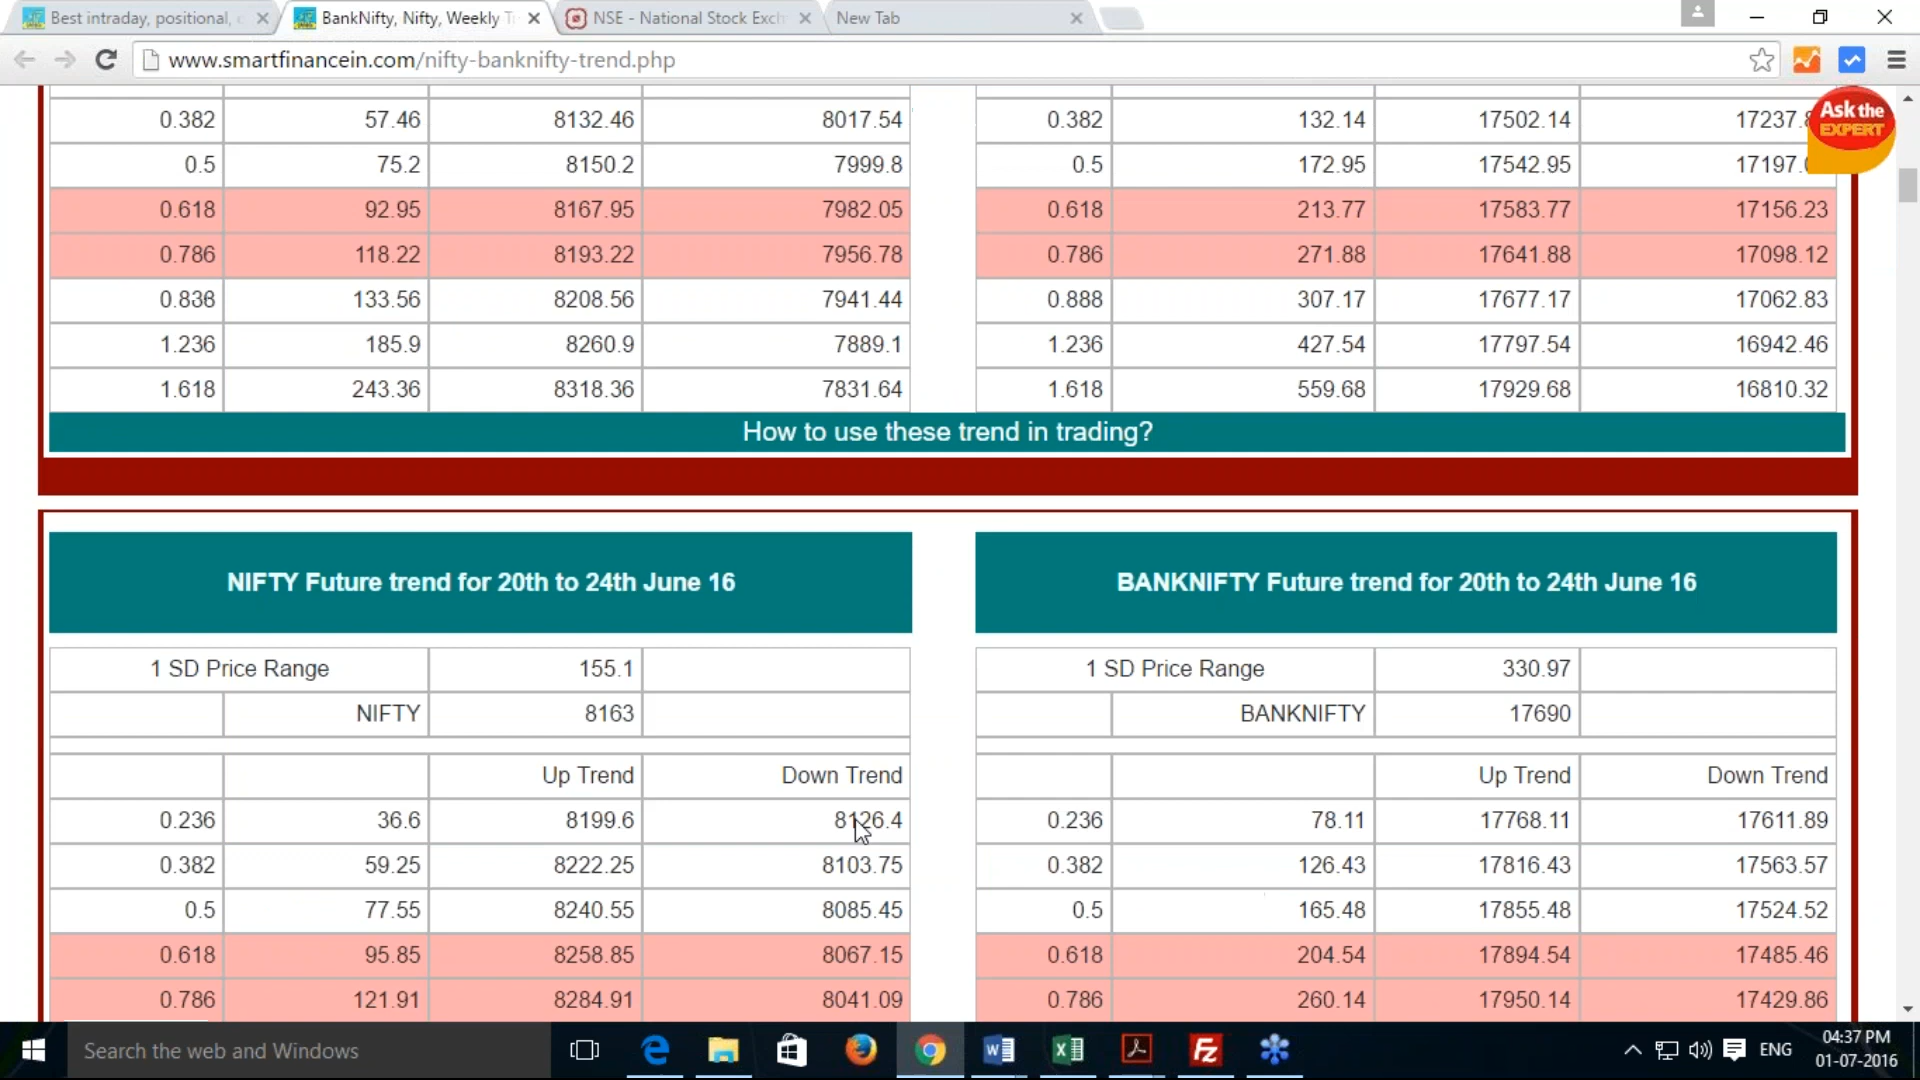 Best intraday, positional,
BankNifty, Nifty, Weekly T
NSE - National Stock Exch
New Tab
www.smartfinancein.com/nifty-banknifty-trend.php
Ask the
EXPERT
0.382 57.46 8132.46 8017.54 0.382 132.14 17502.14 17237.
0.5 75.2 8150.2 7999.8 0.5 172.95 17542.95 17197.
0.618 92.95 8167.95 7982.05 0.618 213.77 17583.77 17156.23
0.786 118.22 8193.22 7956.78 0.786 271.88 17641.88 17098.12
133.56 8208.56 7941.44 0.888 307.17 17677.17 17062.83
1.236 185.9 8260.9 7889.1 1.236 427.54 17797.54 16942.46
1.618 243.36 8318.36 7831.64 1.618 559.68 17929.68 16810.32
How to use these trend in trading?
NIFTY Future trend for 20th to 24th June 16 BANKNIFTY Future trend for 20th to 24th June 16
1 SD Price Range 155.1 1 SD Price Range 330.97
NIFTY 8163 BANKNIFTY 17690
Up Trend Down Trend Up Trend Down Trend
0.236 36.6 8199.6 8126.4 0.236 78.11 17768.11 17611.89
0.382 59.25 8222.25 8103.75 0.382 126.43 17816.43 17563.57
0.5 77.55 8240.55 8085.45 0.5 165.48 17855.48 17524.52
0.618 95.85 8258.85 8067.15 0.618 204.54 17894.54 17485.46
0.786 121.91 8284.91 8041.09 0.786 260.14 17950.14 17429.86
Search the web and Windows
ENG
04:37 PM
01-07-2016